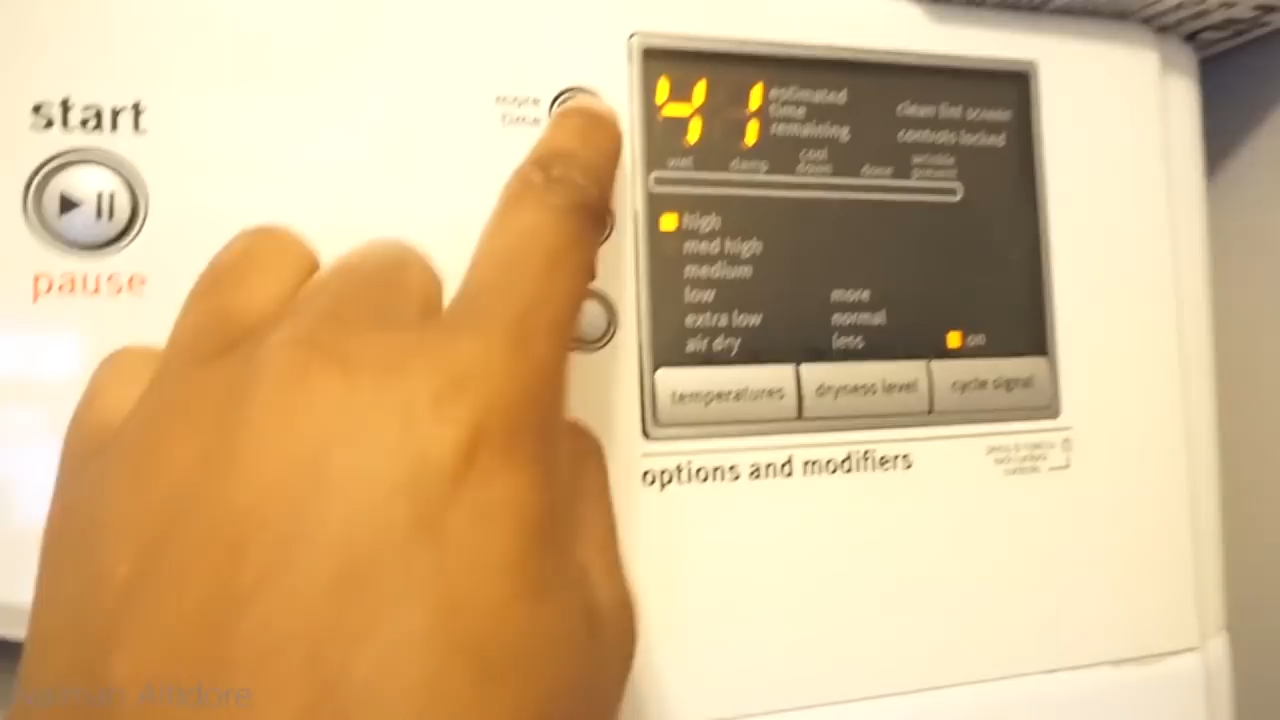 start
pause
more
time
41
estimated
time
remaining
clean lint screen
controls locked
wet
damp
cool
down
done
wrinkle
prevent
high
med high
medium
low
extra low
air dry
more
normal
less
on
temperatures
dryness level
cycle signal
options and modifiers